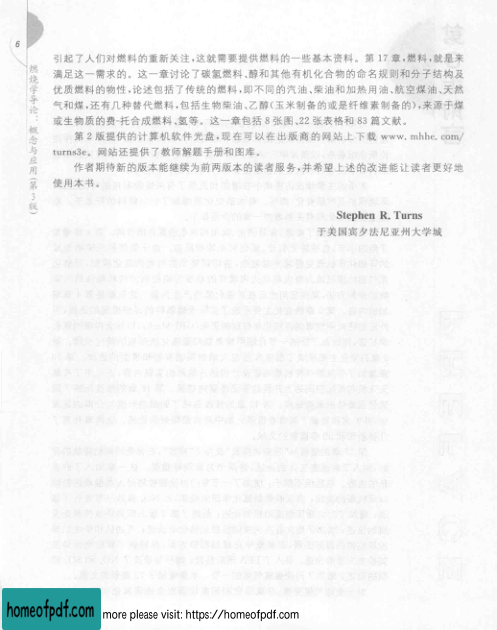 6
燃烧学导论：概念与应用（第3版）
引起了人们对燃料的重新关注，这就需要提供燃料的一些基本资料。第 17 章，燃料，就是来
满足这一需求的。这一章讨论了碳氢燃料、醇和其他有机化合物的命名规则和分子结构及
优质燃料的物性，论述包括了传统的燃料，即不同的汽油、柴油和加热用油、航空煤油、天然
气和煤，还有几种替代燃料，包括生物柴油、乙醇（玉米制备的或是纤维素制备的），来源于煤
或生物质的费-托合成燃料、氢等。这一章包括 8 张图、22 张表格和 83 篇文献。
第 2 版提供的计算机软件光盘，现在可以在出版商的网站上下载 www. mhhe. com/
turns3e。网站还提供了教师解题手册和图库。
作者期待新的版本能继续为前两版本的读者服务，并希望上述的改进能让读者更好地
使用本书。
Stephen R. Turns
于美国宾夕法尼亚州大学城
homeofpdf.com
more please visit: https://homeofpdf.com